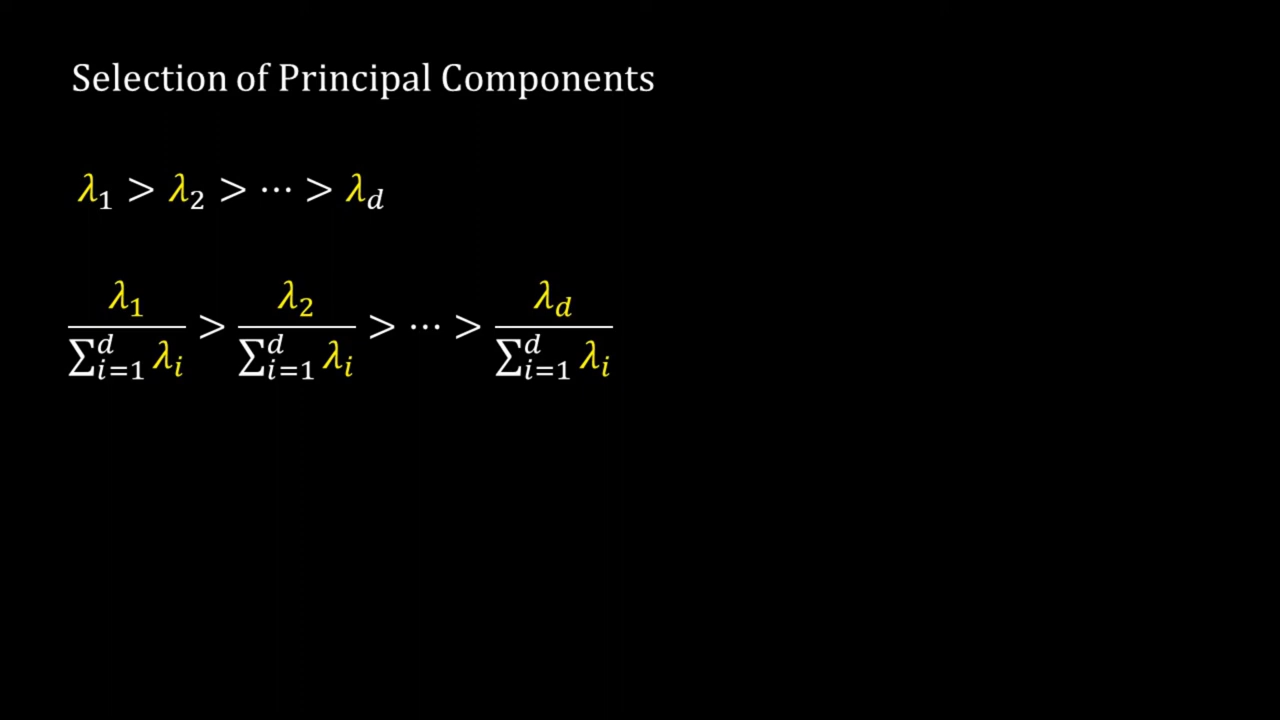 Selection of Principal Components
λ₁ > λ₂ > ⋯ > λ_d
λ₁ / ∑_{i=1}^{d} λ_i > λ₂ / ∑_{i=1}^{d} λ_i > ⋯ > λ_d / ∑_{i=1}^{d} λ_i